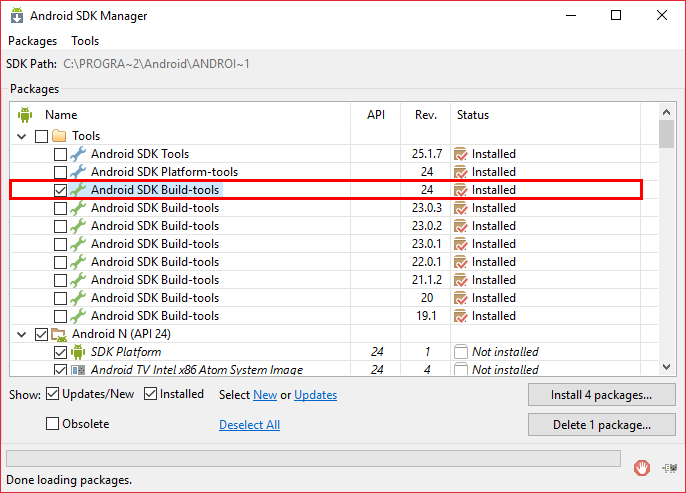 Android SDK Manager
Packages Tools
SDK Path: C:\PROGRA~2\Android\ANDROI~1
Packages
Name API Rev. Status
Tools
Android SDK Tools 25.1.7 Installed
Android SDK Platform-tools 24 Installed
Android SDK Build-tools 24 Installed
Android SDK Build-tools 23.0.3 Installed
Android SDK Build-tools 23.0.2 Installed
Android SDK Build-tools 23.0.1 Installed
Android SDK Build-tools 22.0.1 Installed
Android SDK Build-tools 21.1.2 Installed
Android SDK Build-tools 20 Installed
Android SDK Build-tools 19.1 Installed
Android N (API 24)
SDK Platform 24 1 Not installed
Android TV Intel x86 Atom System Image 24 4 Not installed
Show: Updates/New Installed Select New or Updates Install 4 packages...
Obsolete Deselect All Delete 1 package...
Done loading packages.